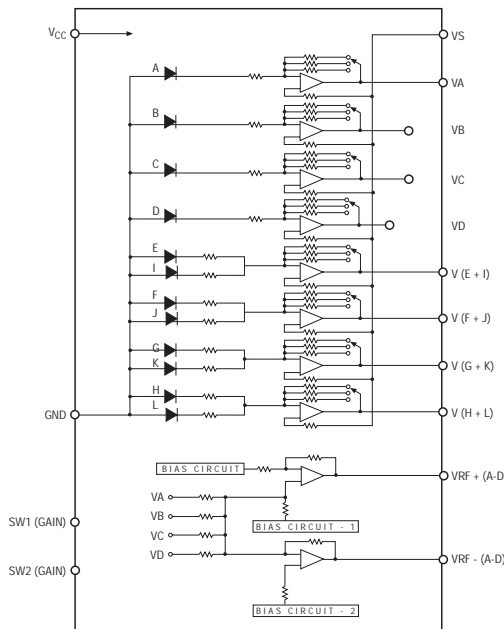 VCC
VS
A
VA
B
VB
C
VC
D
VD
E
I
V (E + I)
F
J
V (F + J)
G
K
V (G + K)
H
L
V (H + L)
GND
BIAS CIRCUIT
VRF + (A-D)
VA
VB
VC
VD
BIAS CIRCUIT - 1
SW1 (GAIN)
SW2 (GAIN)
VRF - (A-D)
BIAS CIRCUIT - 2